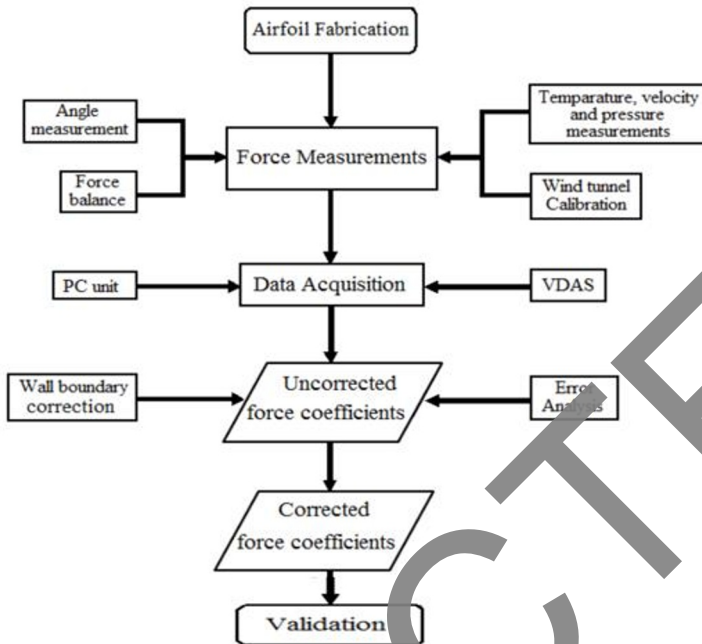 Airfoil Fabrication
Angle
measurement
Temparature, velocity
and pressure
measurements
Force Measurements
Force
balance
Wind tunnel
Calibration
PC unit
Data Acquisition
VDAS
Wall boundary
correction
Uncorrected
force coefficients
Error
Analysis
Corrected
force coefficients
Validation
CTE